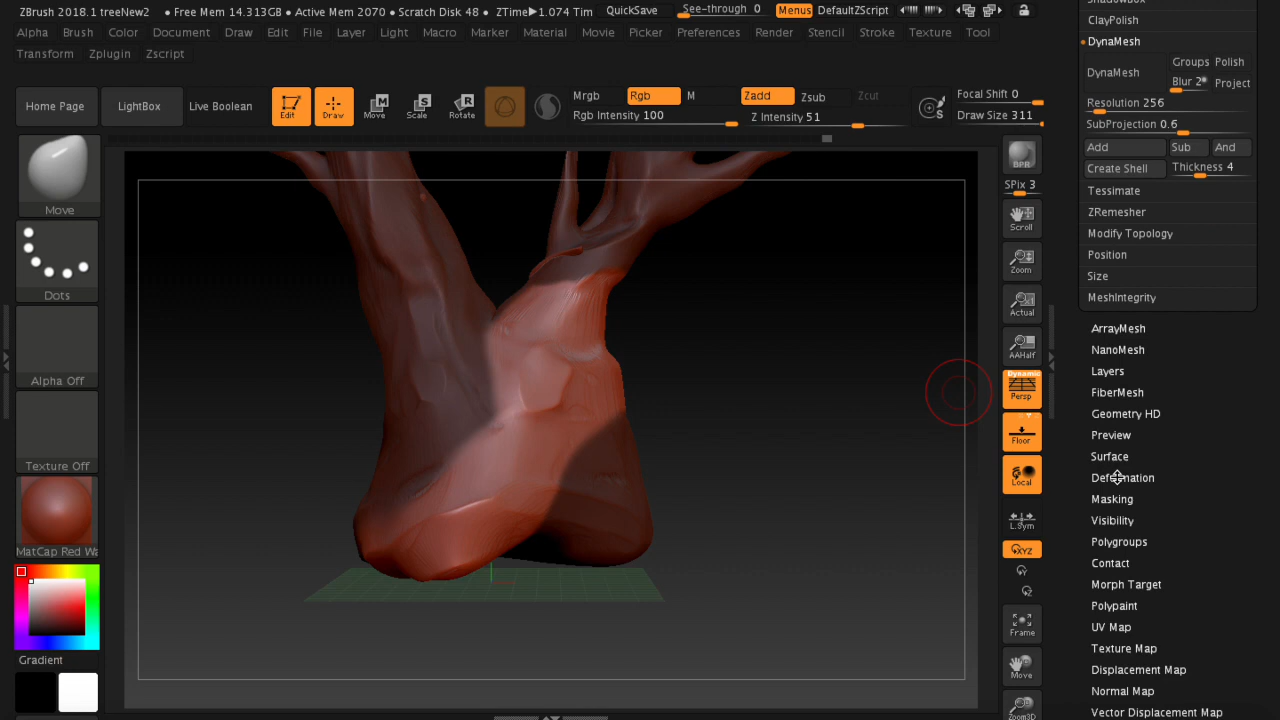 ZBrush 2018.1 treeNew2 • Free Mem 14.313GB • Active Mem 2070 • Scratch Disk 48 • ZTime▶1.074 Tim QuickSave See-through 0 Menus DefaultZScript
Alpha Brush Color Document Draw Edit File Layer Light Macro Marker Material Movie Picker Preferences Render Stencil Stroke Texture Tool
Transform Zplugin Zscript
Home Page LightBox Live Boolean Edit Draw Move Scale Rotate
Mrgb Rgb M Zadd Zsub Zcut Focal Shift 0
Rgb Intensity 100 Z Intensity 51 S Draw Size 311
Move
Dots
Alpha Off
Texture Off
MatCap Red Wa
Gradient
BPR
SPix 3
Scroll
Zoom
Actual
AAHalf
Dynamic
Persp
Floor
Local
L.Sym
XYZ
Y
Z
Frame
Move
Zoom3D
ClayPolish
DynaMesh
DynaMesh Groups Polish
Blur 2 Project
Resolution 256
SubProjection 0.6
Add Sub And
Create Shell Thickness 4
Tessimate
ZRemesher
Modify Topology
Position
Size
MeshIntegrity
ArrayMesh
NanoMesh
Layers
FiberMesh
Geometry HD
Preview
Surface
Deformation
Masking
Visibility
Polygroups
Contact
Morph Target
Polypaint
UV Map
Texture Map
Displacement Map
Normal Map
Vector Displacement Map